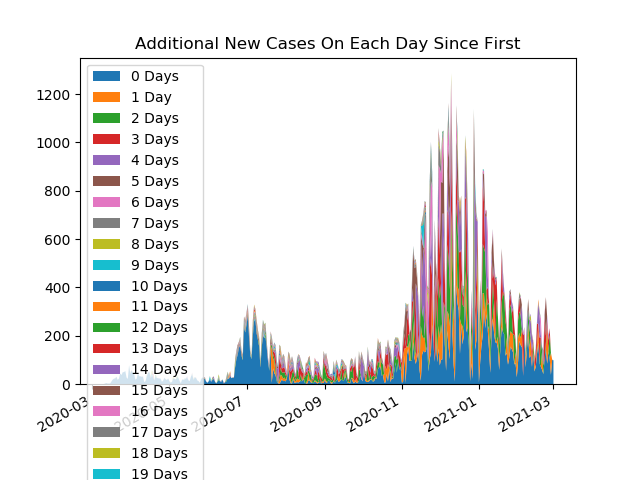 Additional New Cases On Each Day Since First
1200
1000
800
600
400
200
0
0 Days
1 Day
2 Days
3 Days
4 Days
5 Days
6 Days
7 Days
8 Days
9 Days
10 Days
11 Days
12 Days
13 Days
14 Days
15 Days
16 Days
17 Days
18 Days
19 Days
2020-03
2020-05
2020-07
2020-09
2020-11
2021-01
2021-03